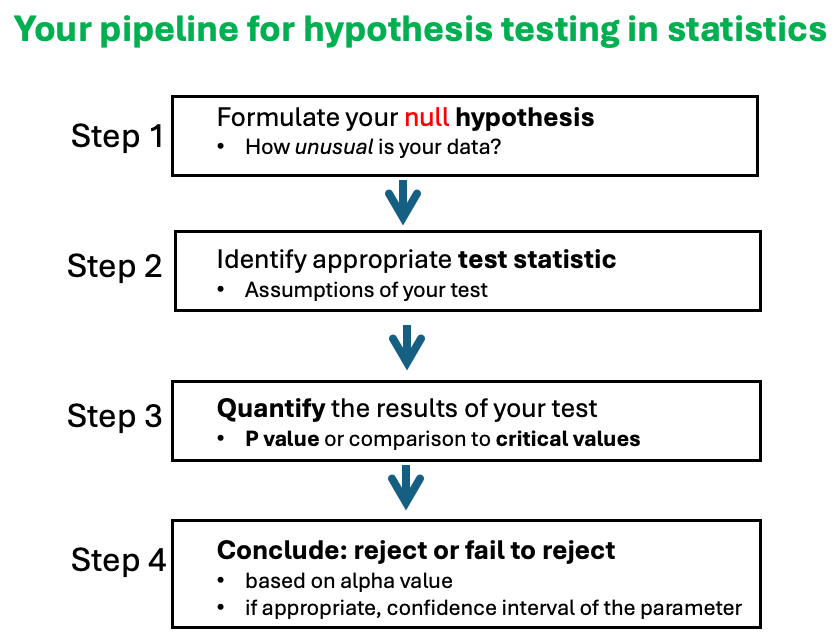 Your pipeline for hypothesis testing in statistics
Step 1
Formulate your null hypothesis
• How unusual is your data?
Step 2
Identify appropriate test statistic
• Assumptions of your test
Step 3
Quantify the results of your test
• P value or comparison to critical values
Step 4
Conclude: reject or fail to reject
• based on alpha value
• if appropriate, confidence interval of the parameter